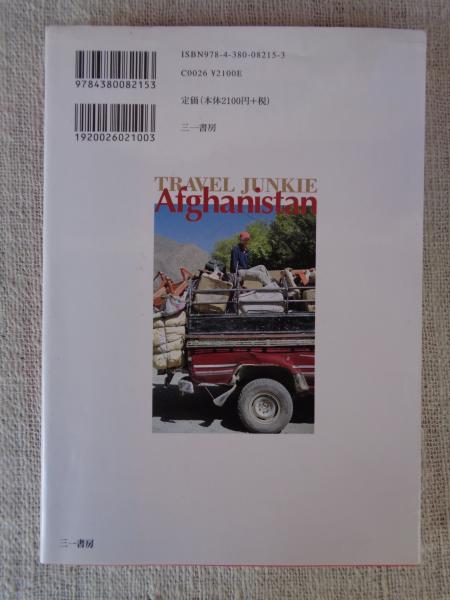 ISBN978-4-380-08215-3
C0026 ¥2100E
定価(本体2100円+税)
三一書房
9784380082153
1920026021003
TRAVEL JUNKIE
Afghanistan
三一書房